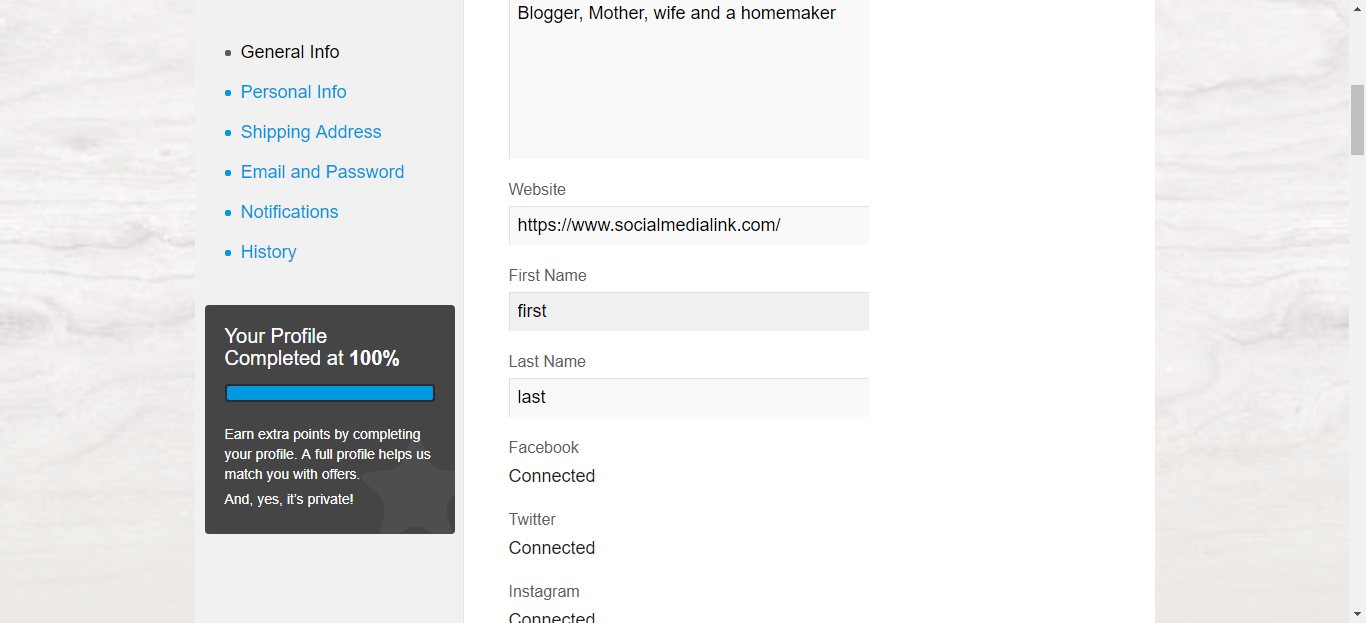 General Info
Personal Info
Shipping Address
Email and Password
Notifications
History
Your Profile
Completed at 100%
Earn extra points by completing
your profile. A full profile helps us
match you with offers.
And, yes, it's private!
Blogger, Mother, wife and a homemaker
Website
https://www.socialmedialink.com/
First Name
first
Last Name
last
Facebook
Connected
Twitter
Connected
Instagram
Connected